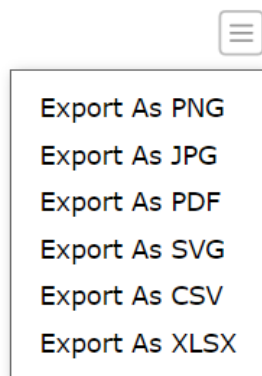 Export As PNG
Export As JPG
Export As PDF
Export As SVG
Export As CSV
Export As XLSX